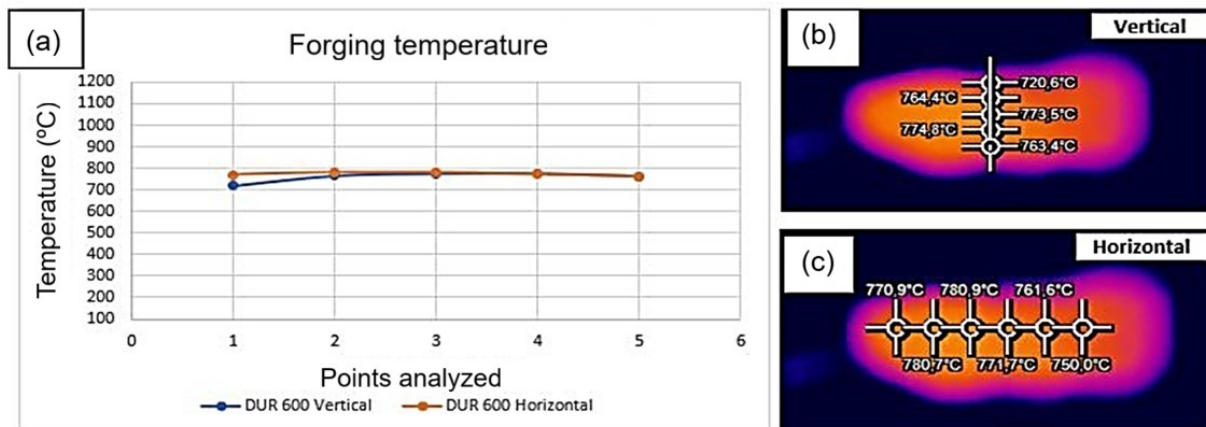 (a)
Forging temperature
Temperature (ºC)
1200
1100
1000
900
800
700
600
500
400
300
200
100
0 1 2 3 4 5 6
Points analyzed
DUR 600 Vertical DUR 600 Horizontal
(b)
Vertical
720,6°C
764,4°C
773,5°C
774,8°C
763,4°C
(c)
Horizontal
770,9°C 780,9°C 761,6°C
780,7°C 771,7°C 750,0°C